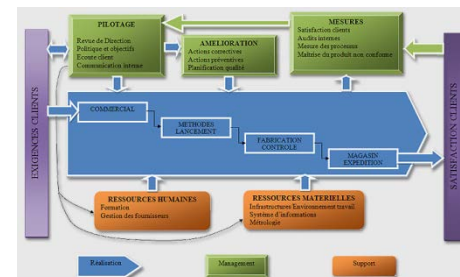 PILOTAGE
Revue de Direction
Politique et objectifs
Ecoute client
Communication interne
AMELIORATION
Actions correctives
Actions préventives
Planification qualité
MESURES
Satisfaction clients
Audits internes
Mesure des processus
Maîtrise du produit non conforme
EXIGENCES CLIENTS
COMMERCIAL
METHODES
LANCEMENT
FABRICATION
CONTROLE
MAGASIN
EXPEDITION
SATISFACTION CLIENTS
RESSOURCES HUMAINES
Formation
Gestion des fournisseurs
RESSOURCES MATERIELLES
Infrastructures Environnement travail
Système d'informations
Métrologie
Réalisation
Management
Support